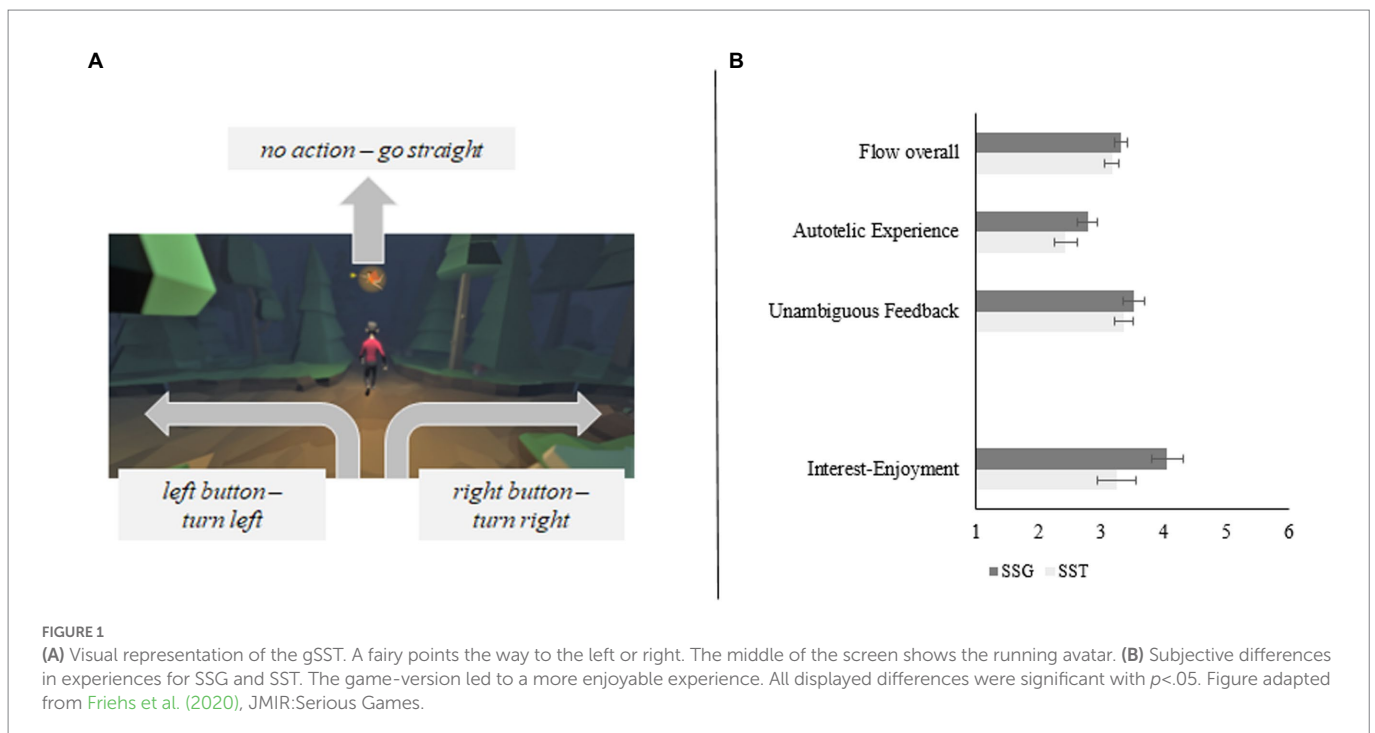 A
no action – go straight
left button –
turn left
right button –
turn right
B
Flow overall
Autotelic Experience
Unambiguous Feedback
Interest-Enjoyment
1 2 3 4 5 6
SSG SST
FIGURE 1
(A) Visual representation of the gSST. A fairy points the way to the left or right. The middle of the screen shows the running avatar. (B) Subjective differences
in experiences for SSG and SST. The game-version led to a more enjoyable experience. All displayed differences were significant with p<.05. Figure adapted
from Friehs et al. (2020), JMIR:Serious Games.